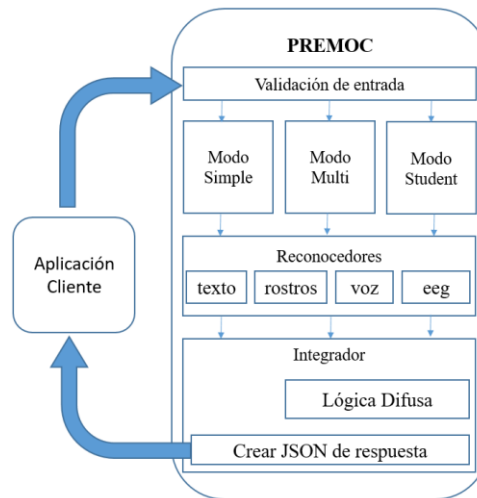 PREMOC
Validación de entrada
Modo
Simple
Modo
Multi
Modo
Student
Reconocedores
texto
rostros
voz
eeg
Aplicación
Cliente
Integrador
Lógica Difusa
Crear JSON de respuesta